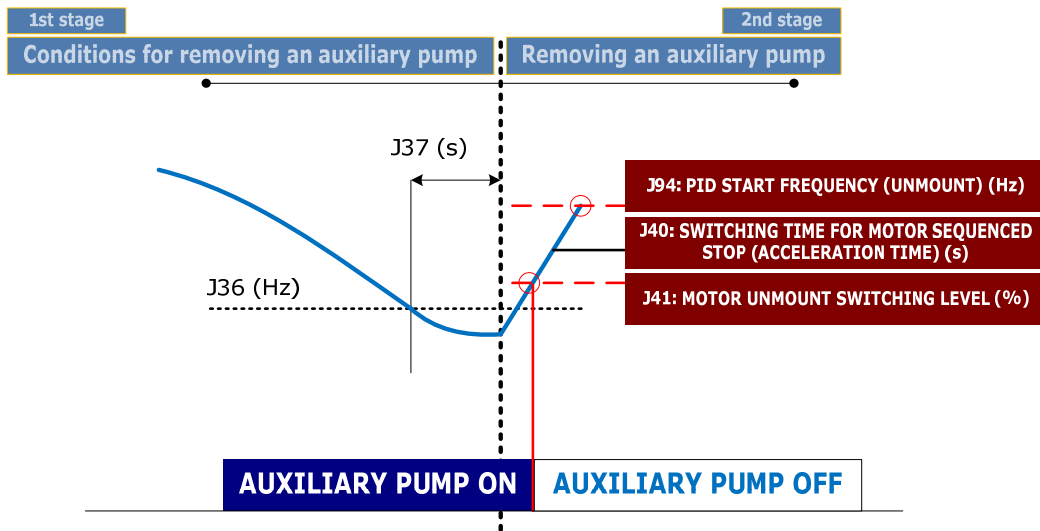 1st stage
2nd stage
Conditions for removing an auxiliary pump
Removing an auxiliary pump
J37 (s)
J94: PID START FREQUENCY (UNMOUNT) (Hz)
J40: SWITCHING TIME FOR MOTOR SEQUENCED
STOP (ACCELERATION TIME) (s)
J36 (Hz)
J41: MOTOR UNMOUNT SWITCHING LEVEL (%)
AUXILIARY PUMP ON
AUXILIARY PUMP OFF